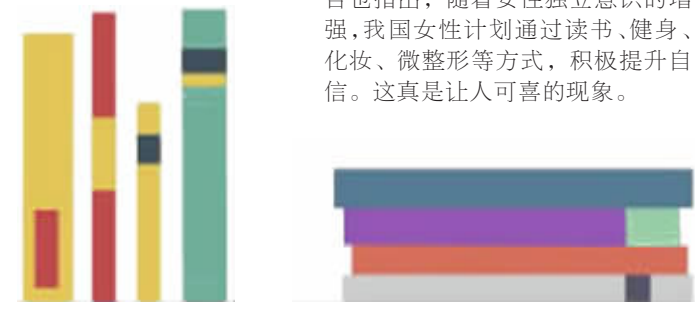 告也指出，随着女性独立意识的增
强，我国女性计划通过读书、健身、
化妆、微整形等方式，积极提升自
信。这真是让人可喜的现象。